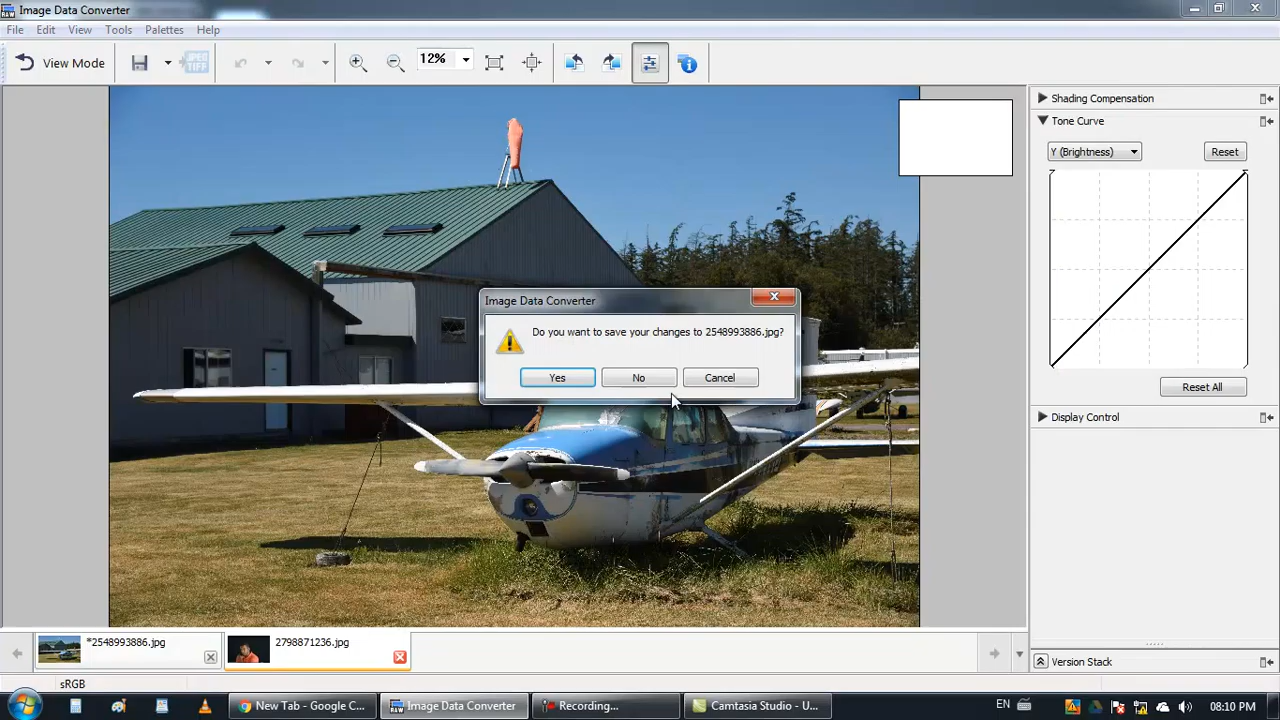 Image Data Converter
File Edit View Tools Palettes Help
View Mode 12%
Shading Compensation
Tone Curve
Y (Brightness) Reset
Image Data Converter
Do you want to save your changes to 2548993886.jpg?
Yes No Cancel
Reset All
Display Control
*2548993886.jpg 2798871236.jpg
Version Stack
sRGB
New Tab - Google C... Image Data Converter Recording... Camtasia Studio - U... EN 08:10 PM